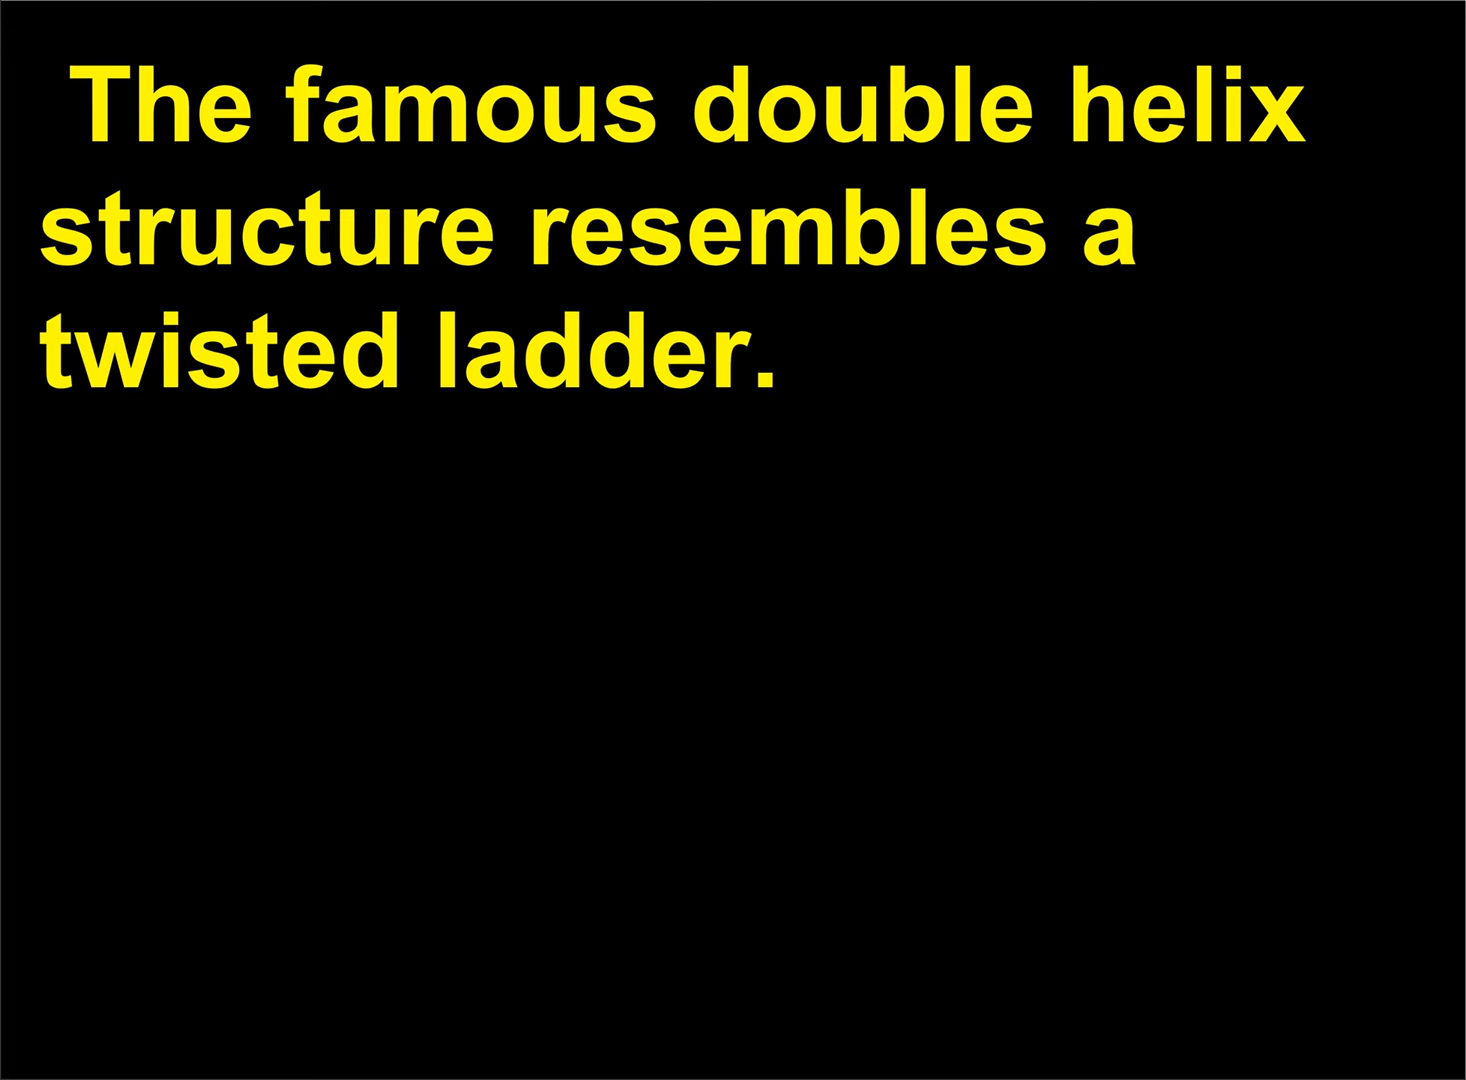 The famous double helix
structure resembles a
twisted ladder.